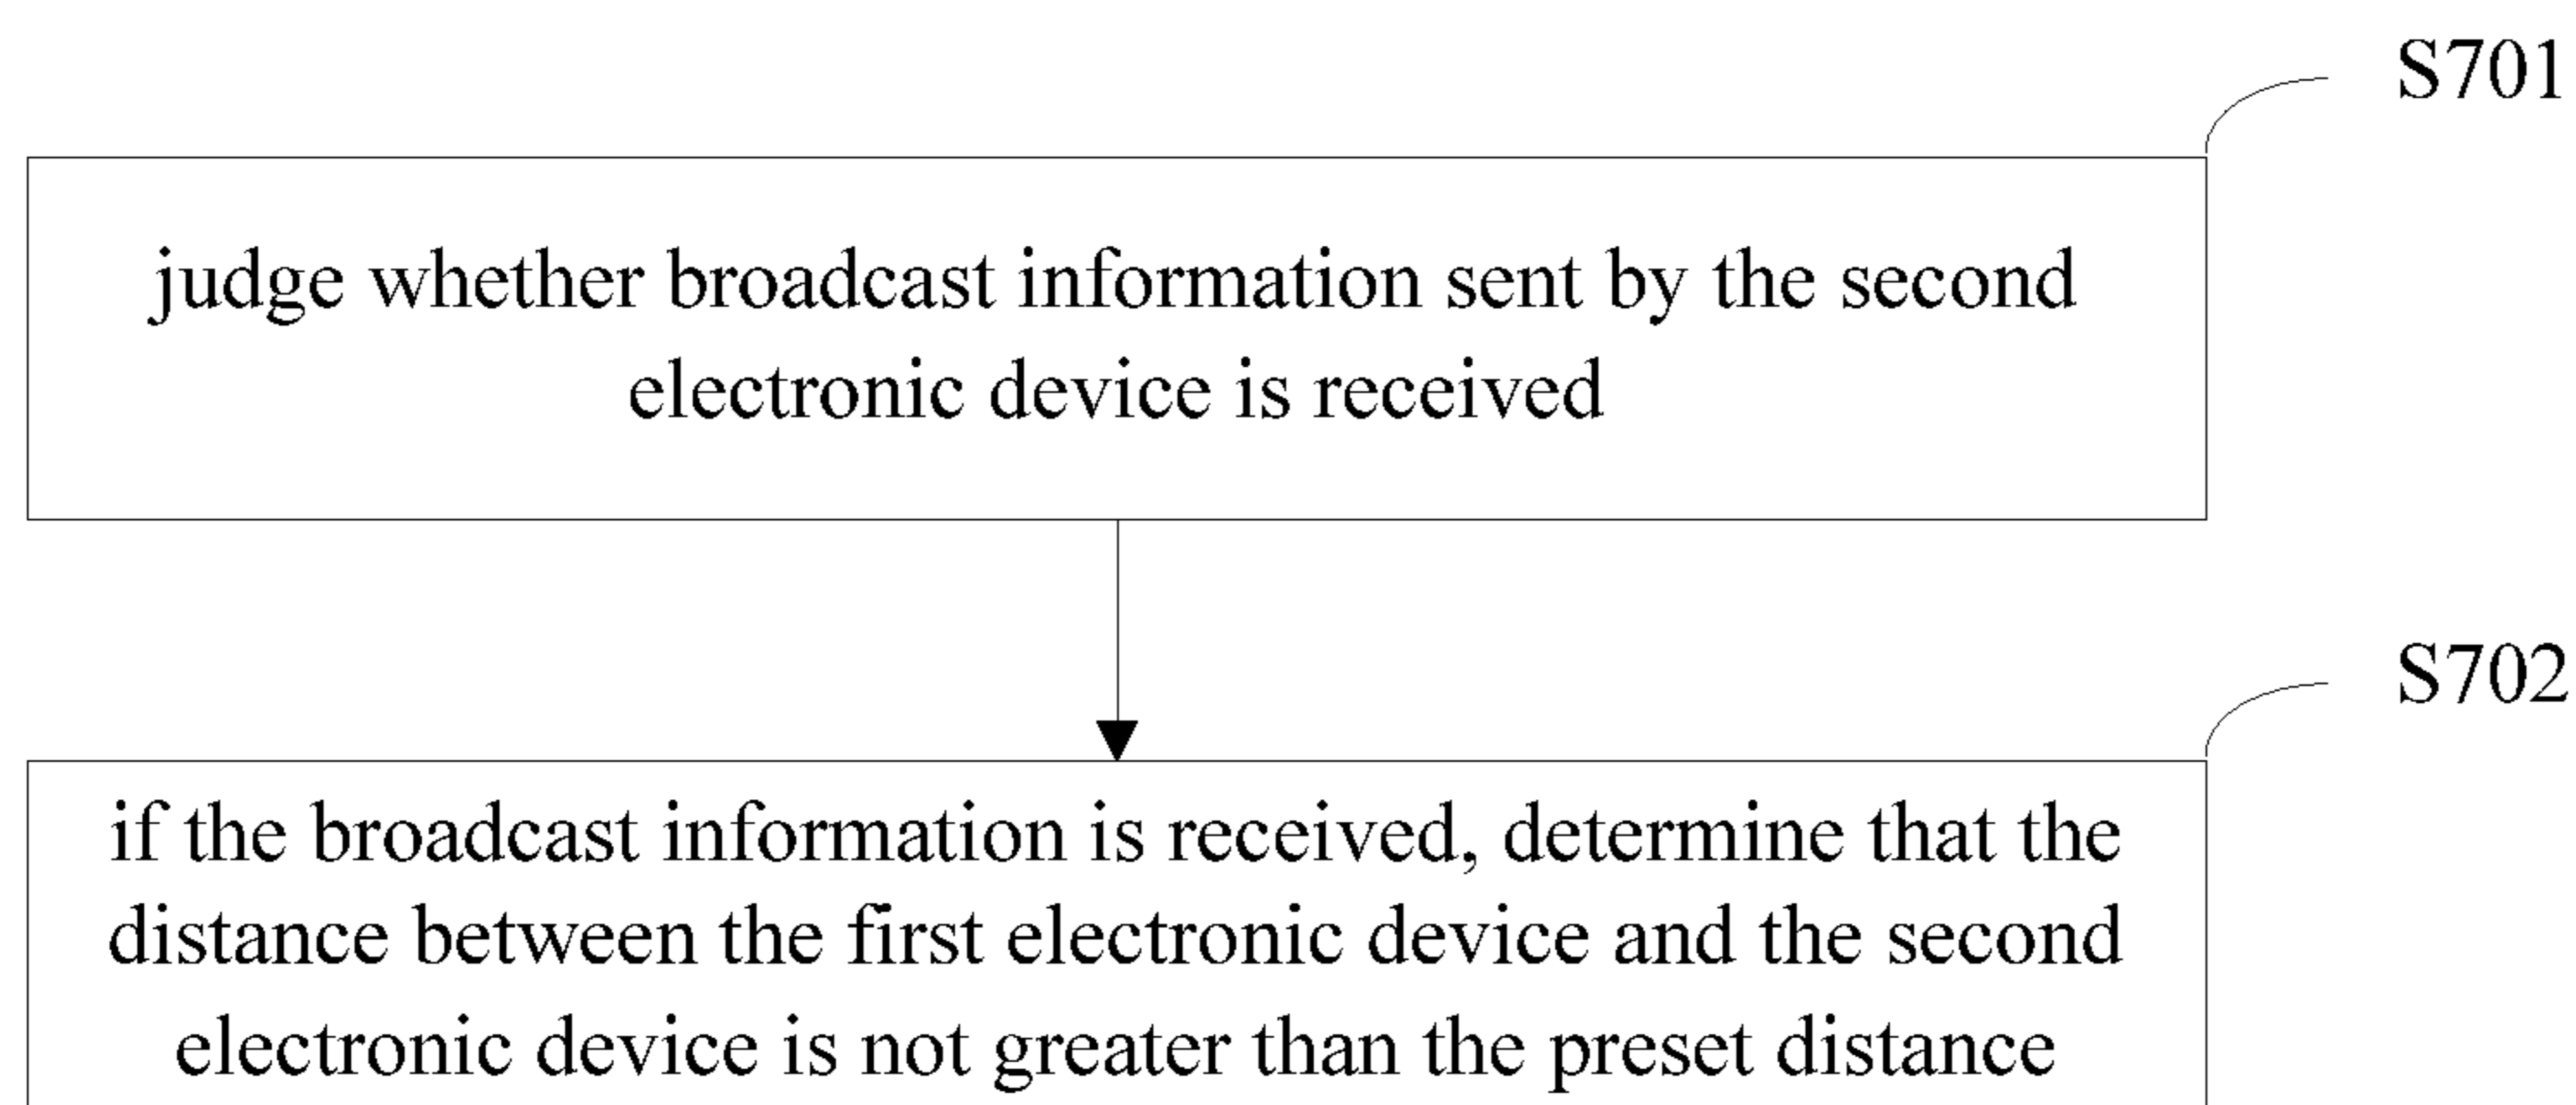 S701
judge whether broadcast information sent by the second
electronic device is received
S702
if the broadcast information is received, determine that the
distance between the first electronic device and the second
electronic device is not greater than the preset distance